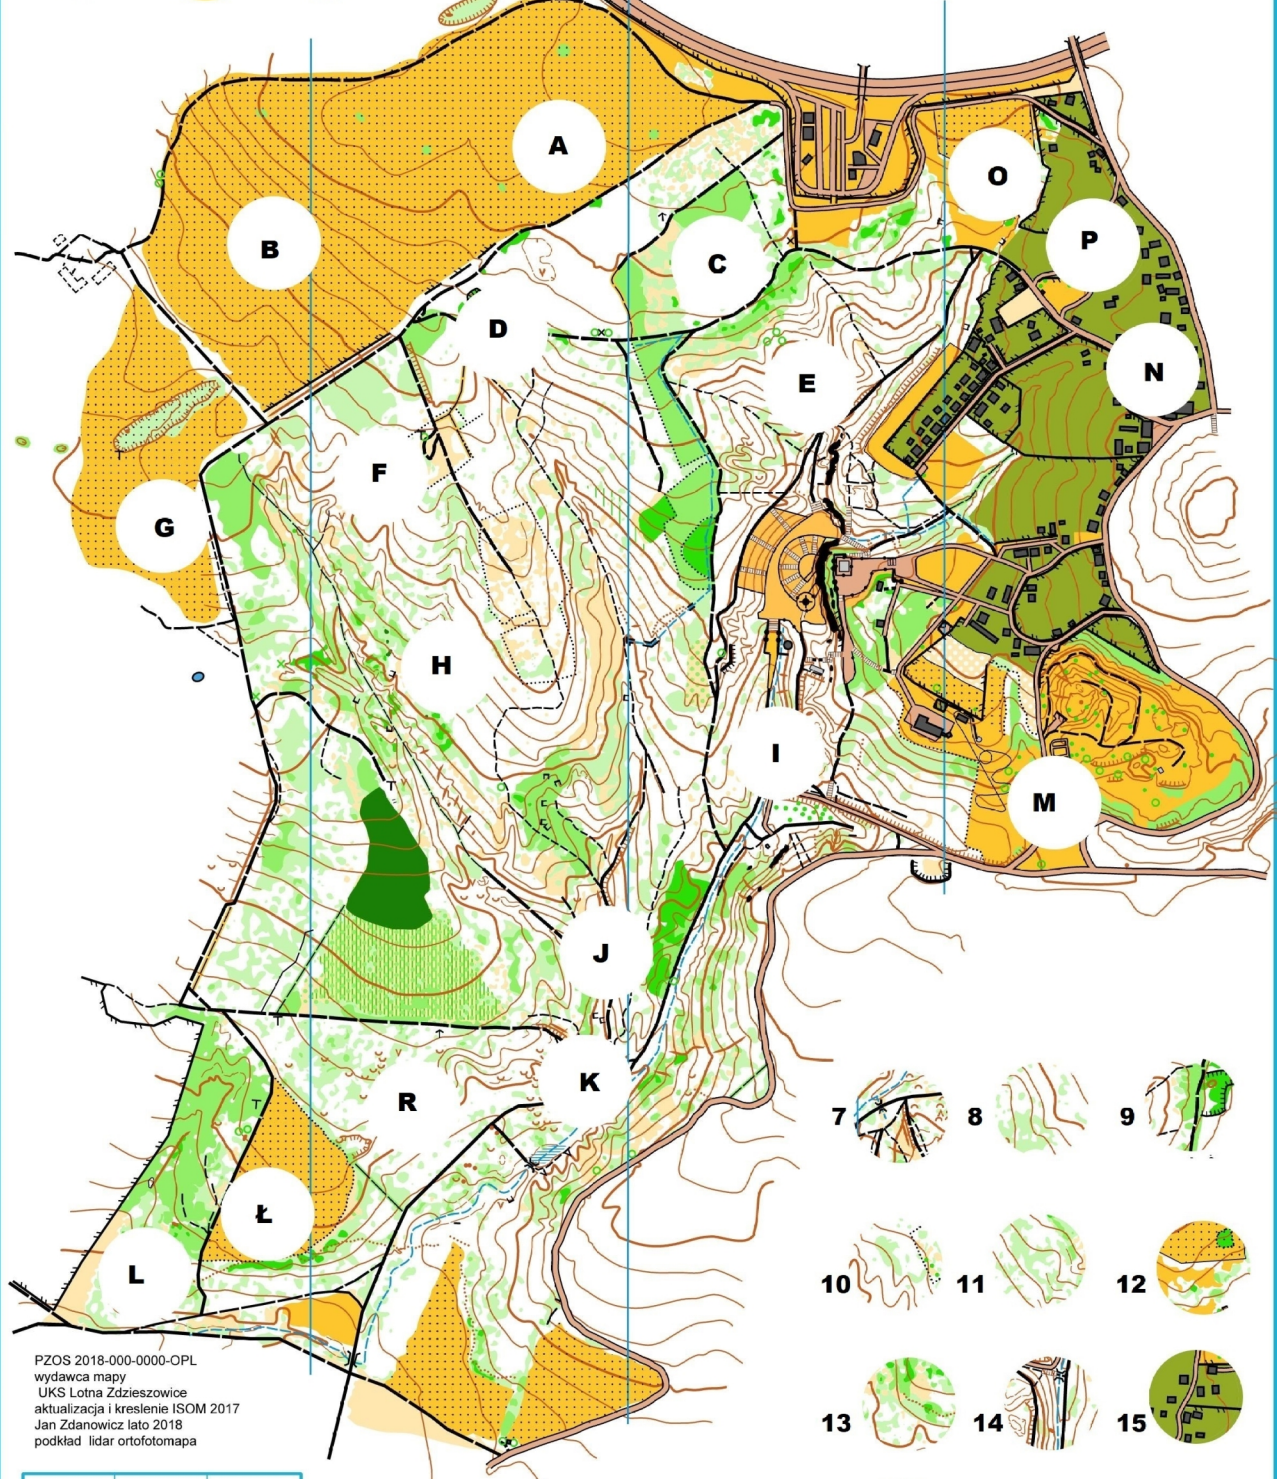 A
O
P
B
C
D
N
E
F
G
H
I
M
J
K
R
7
8
9
Ł
L
10
11
12
PZOS 2018-000-0000-OPL
wydawca mapy
UKS Lotna Zdzieszowice
aktualizacja i kreslenie ISOM 2017
Jan Zdanowicz lato 2018
podkład lidar ortofotomapa
13
14
15